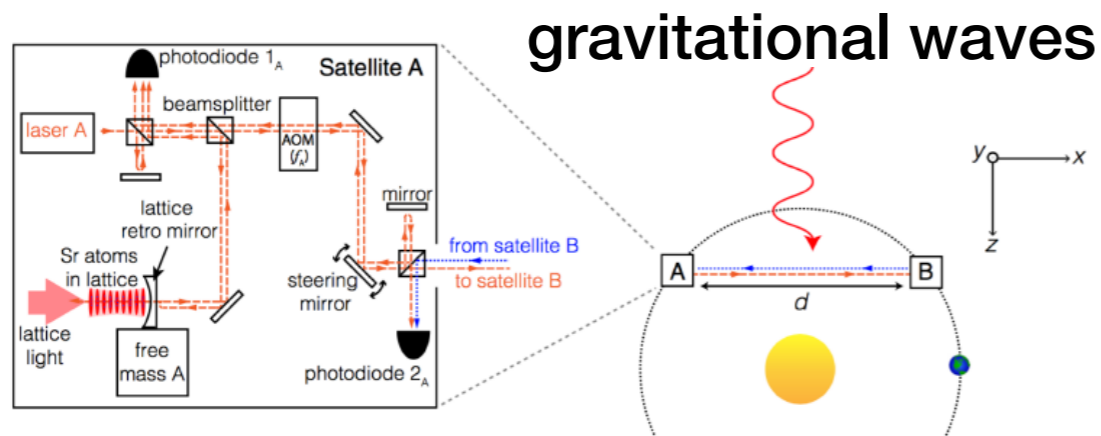 gravitational waves
Satellite A
photodiode 1A
beamsplitter
laser A
AOM
(fA)
lattice
retro mirror
mirror
Sr atoms
in lattice
from satellite B
to satellite B
steering
mirror
lattice
light
free
mass A
photodiode 2A
A
B
d
y
x
z